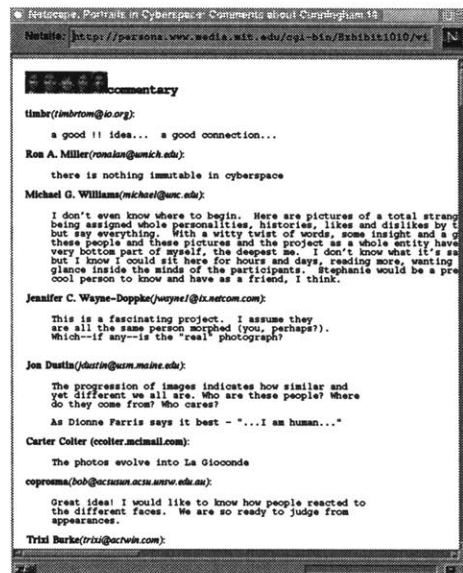 Netscape: Portraits in Cyberspace: Comments about Cunningham 18
Netsite: http://persona.www.media.mit.edu/cgi-bin/Exhibit1010/vi
N
commentary
timbr(timbrtom@io.org):
a good !! idea... a good connection...
Ron A. Miller(ronalan@umich.edu):
there is nothing immutable in cyberspace
Michael G. Williams(michael@unc.edu):
I don't even know where to begin. Here are pictures of a total strang
being assigned whole personalities, histories, likes and dislikes by t
but say everything. With a witty twist of words, some insight and a g
these people and these pictures and the project as a whole entity have
very bottom part of myself, the deepest me. I don't know what it's sa
but I know I could sit here for hours and days, reading more, wanting
glance inside the minds of the participants. Stephanie would be a pre
cool person to know and have as a friend, I think.
Jennifer C. Wayne-Doppke(wayne1@ix.netcom.com):
This is a fascinating project. I assume they
are all the same person morphed (you, perhaps?).
Which--if any--is the "real" photograph?
Jon Dustin(jdustin@usm.maine.edu):
The progression of images indicates how similar and
yet different we all are. Who are these people? Where
do they come from? Who cares?
As Dionne Farris says it best - "...I am human..."
Carter Colter (ccolter.mcimail.com):
The photos evolve into La Gioconde
coprosma(bob@acsusun.acsu.unsw.edu.au):
Great idea! I would like to know how people reacted to
the different faces. We are so ready to judge from
appearances.
Trixi Burke(trixi@actwin.com):